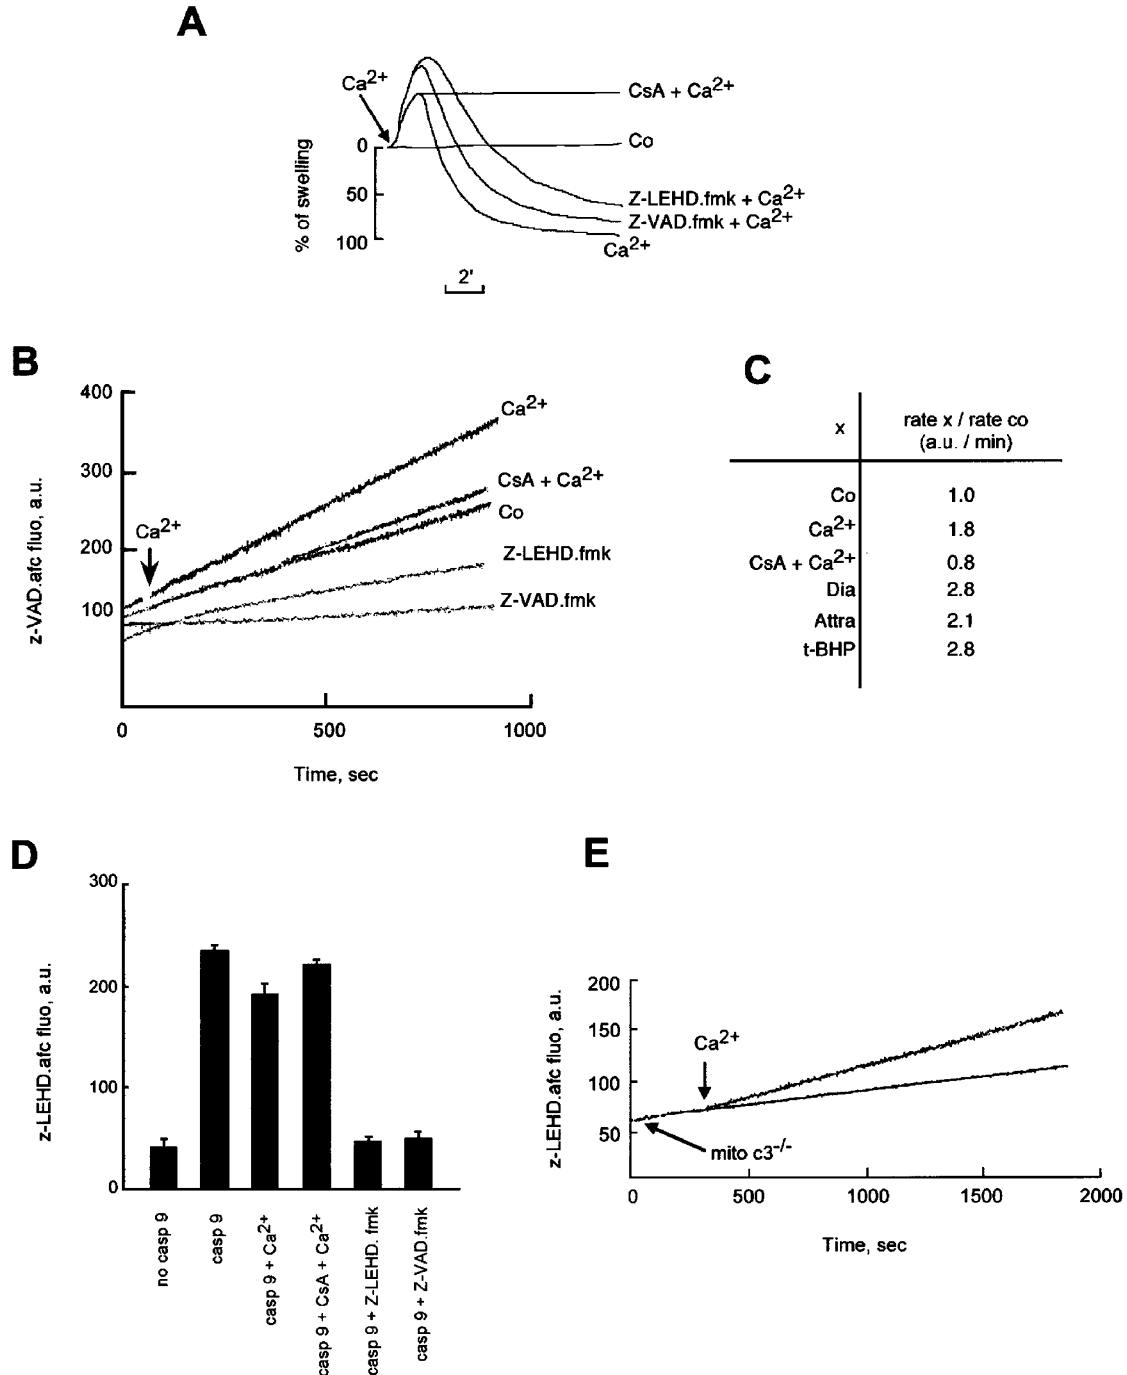 A
Ca2+
% of swelling
0
50
100
CsA + Ca2+
Co
Z-LEHD.fmk + Ca2+
Z-VAD.fmk + Ca2+
Ca2+
2'
B
z-VAD.afc fluo, a.u.
400
300
200
100
Ca2+
Ca2+
CsA + Ca2+
Co
Z-LEHD.fmk
Z-VAD.fmk
0
500
1000
Time, sec
C
x
rate x / rate co
(a.u. / min)
Co 1.0
Ca2+ 1.8
CsA + Ca2+ 0.8
Dia 2.8
Attra 2.1
t-BHP 2.8
D
z-LEHD.afc fluo, a.u.
300
200
100
0
no casp 9
casp 9
casp 9 + Ca2+
casp 9 + CsA + Ca2+
casp 9 + Z-LEHD. fmk
casp 9 + Z-VAD.fmk
E
z-LEHD.afc fluo, a.u.
200
150
100
50
Ca2+
mito c3-/-
0
500
1000
1500
2000
Time, sec